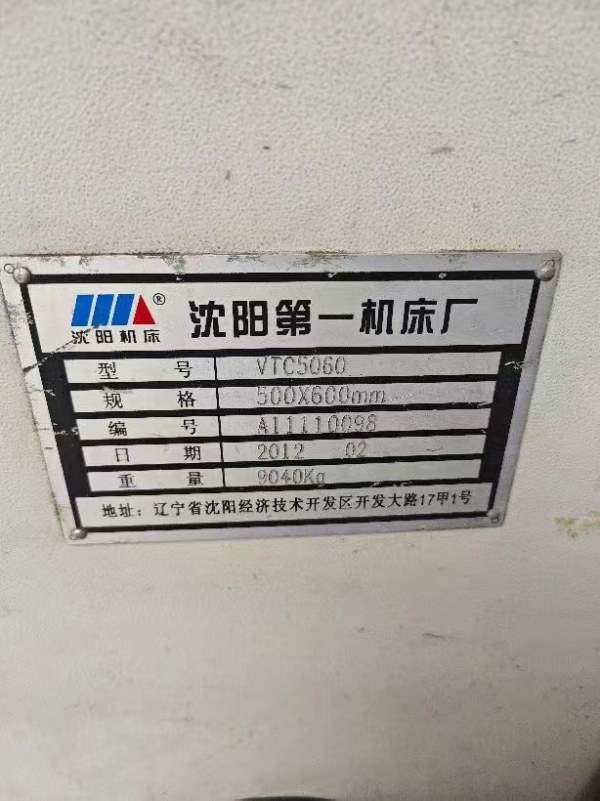 沈阳机床®
沈阳第一机床厂
型号 VTC5060
规格 500X600mm
编号 A11110098
日期 2012 02
重量 9040Kg
地址：辽宁省沈阳经济技术开发区开发大路17甲1号